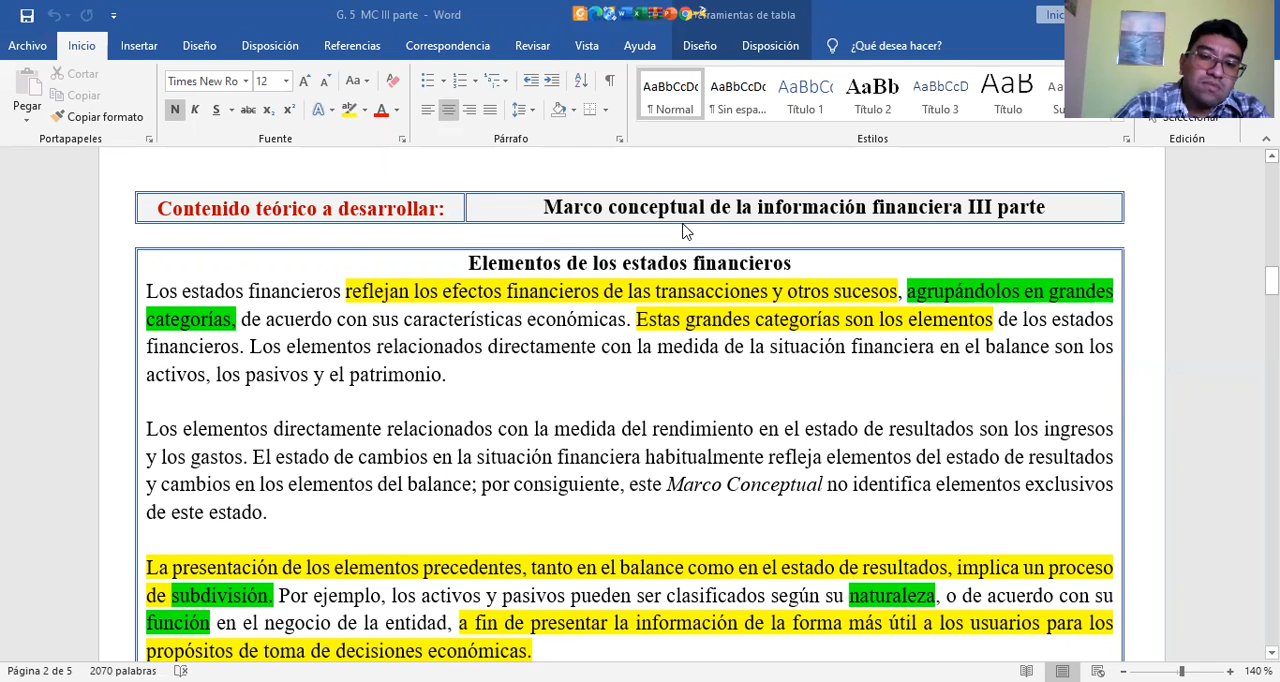 G. 5 MC III parte - Word
Herramientas de tabla
Archivo Inicio Insertar Diseño Disposición Referencias Correspondencia Revisar Vista Ayuda Diseño Disposición ¿Qué desea hacer?
Pegar
Cortar
Copiar
Copiar formato
Portapapeles
Times New Ro 12
Fuente
Párrafo
AaBbCcDc AaBbCcDc AaBbC AaBb AaBbCcD AaB
¶ Normal ¶ Sin espa... Título 1 Título 2 Título 3 Título
Estilos
Edición
Contenido teórico a desarrollar: Marco conceptual de la información financiera III parte
Elementos de los estados financieros
Los estados financieros reflejan los efectos financieros de las transacciones y otros sucesos, agrupándolos en grandes
categorías, de acuerdo con sus características económicas. Estas grandes categorías son los elementos de los estados
financieros. Los elementos relacionados directamente con la medida de la situación financiera en el balance son los
activos, los pasivos y el patrimonio.
Los elementos directamente relacionados con la medida del rendimiento en el estado de resultados son los ingresos
y los gastos. El estado de cambios en la situación financiera habitualmente refleja elementos del estado de resultados
y cambios en los elementos del balance; por consiguiente, este Marco Conceptual no identifica elementos exclusivos
de este estado.
La presentación de los elementos precedentes, tanto en el balance como en el estado de resultados, implica un proceso
de subdivisión. Por ejemplo, los activos y pasivos pueden ser clasificados según su naturaleza, o de acuerdo con su
función en el negocio de la entidad, a fin de presentar la información de la forma más útil a los usuarios para los
propósitos de toma de decisiones económicas.
Página 2 de 5 2070 palabras 140 %